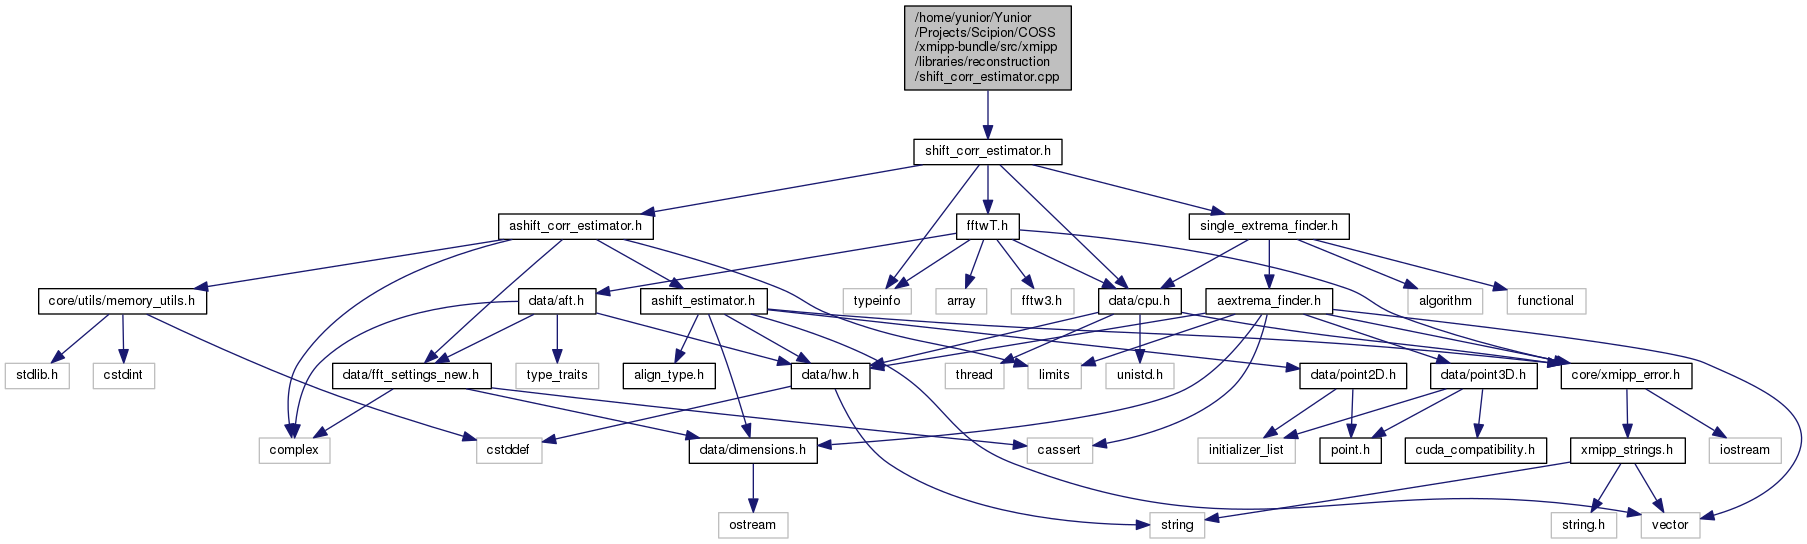 /home/yunior/Yunior
/Projects/Scipion/COSS
/xmipp-bundle/src/xmipp
/libraries/reconstruction
/shift_corr_estimator.cpp
shift_corr_estimator.h
ashift_corr_estimator.h
fftwT.h
single_extrema_finder.h
core/utils/memory_utils.h
data/aft.h
ashift_estimator.h
typeinfo
array
fftw3.h
data/cpu.h
aextrema_finder.h
algorithm
functional
stdlib.h
cstdint
data/fft_settings_new.h
type_traits
align_type.h
data/hw.h
thread
limits
unistd.h
data/point2D.h
data/point3D.h
core/xmipp_error.h
complex
cstddef
data/dimensions.h
cassert
initializer_list
point.h
cuda_compatibility.h
xmipp_strings.h
iostream
ostream
string
string.h
vector